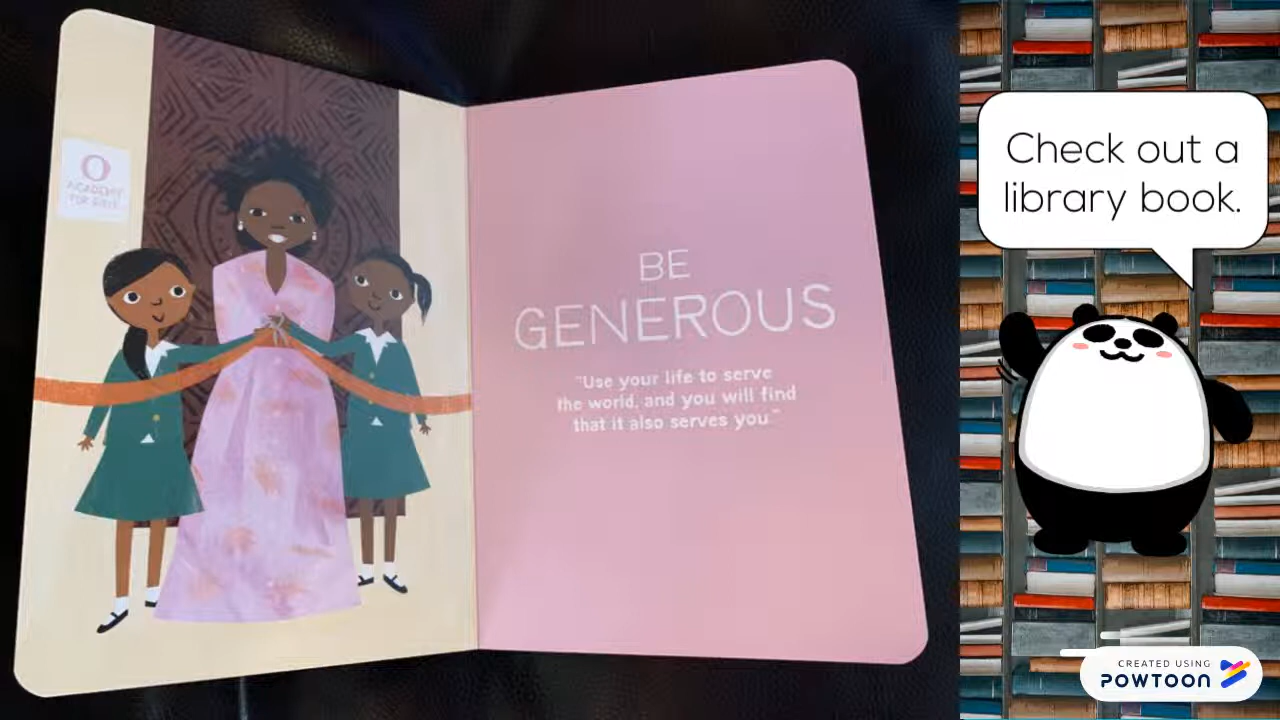 O
ACADEMY
FOR GIRLS
BE
GENEROUS
"Use your life to serve
the world, and you will find
that it also serves you."
Check out a
library book.
CREATED USING
POWTOON